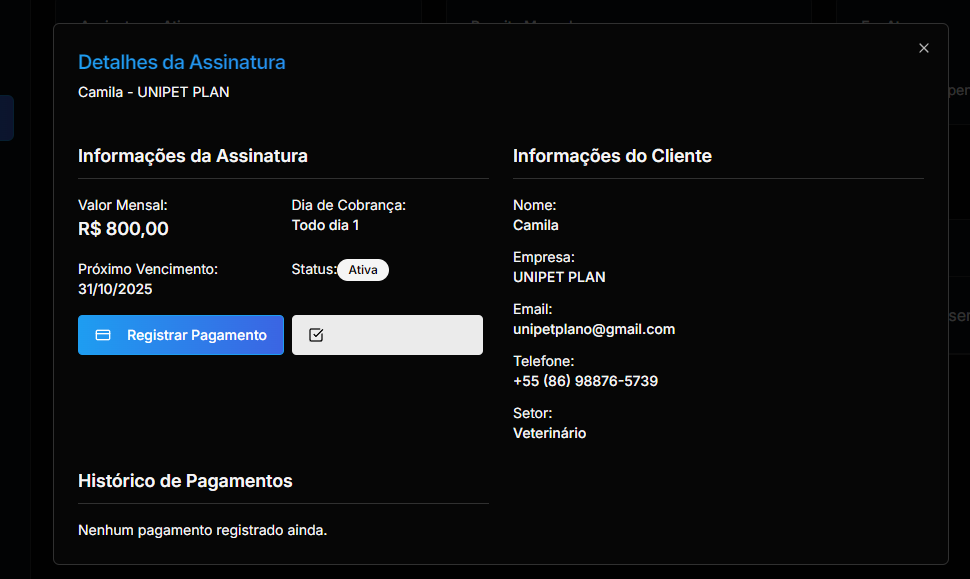 Detalhes da Assinatura
Camila - UNIPET PLAN
Informações da Assinatura
Valor Mensal:
R$ 800,00
Dia de Cobrança:
Todo dia 1
Próximo Vencimento:
31/10/2025
Status: Ativa
Registrar Pagamento
Informações do Cliente
Nome:
Camila
Empresa:
UNIPET PLAN
Email:
unipetplano@gmail.com
Telefone:
+55 (86) 98876-5739
Setor:
Veterinário
Histórico de Pagamentos
Nenhum pagamento registrado ainda.